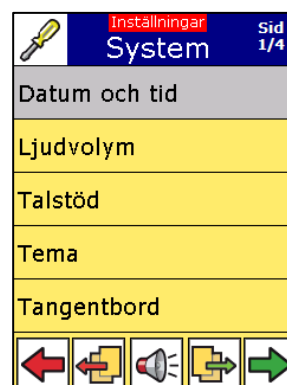 Inställningar
System
Sid
1/4
Datum och tid
Ljudvolym
Talstöd
Tema
Tangentbord